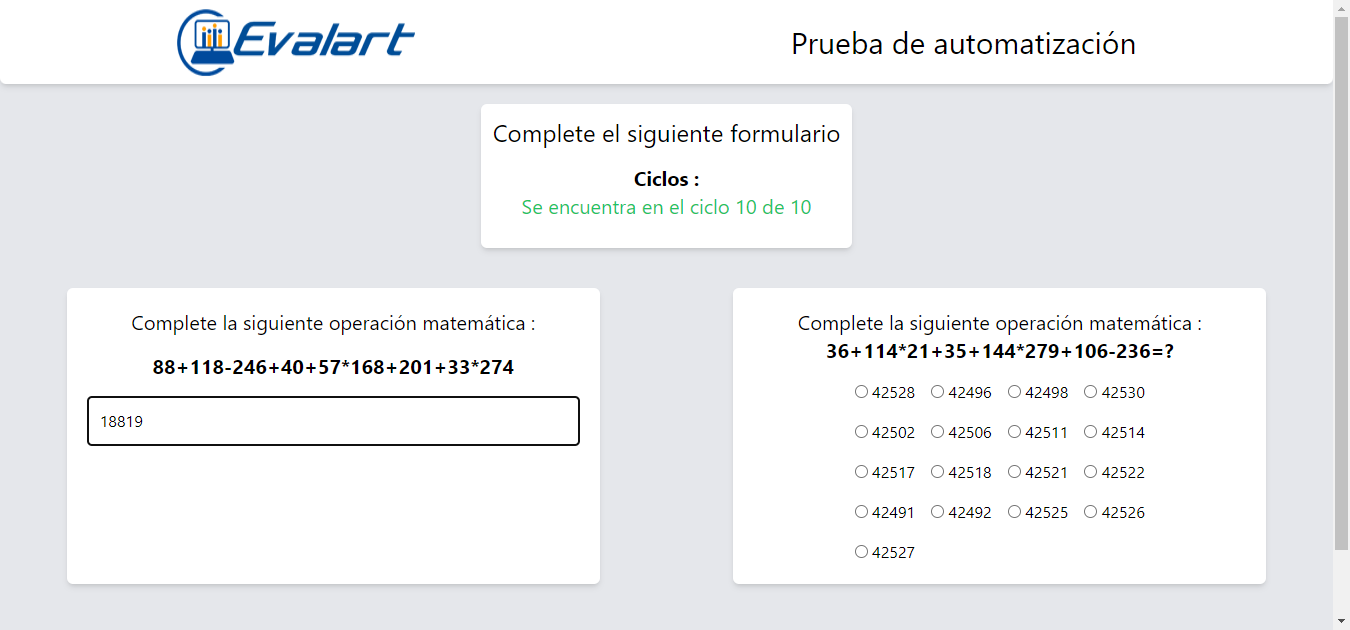 Evalart
Prueba de automatización
Complete el siguiente formulario
Ciclos :
Se encuentra en el ciclo 10 de 10
Complete la siguiente operación matemática :
88+118-246+40+57*168+201+33*274
18819
Complete la siguiente operación matemática :
36+114*21+35+144*279+106-236=?
42528 42496 42498 42530
42502 42506 42511 42514
42517 42518 42521 42522
42491 42492 42525 42526
42527